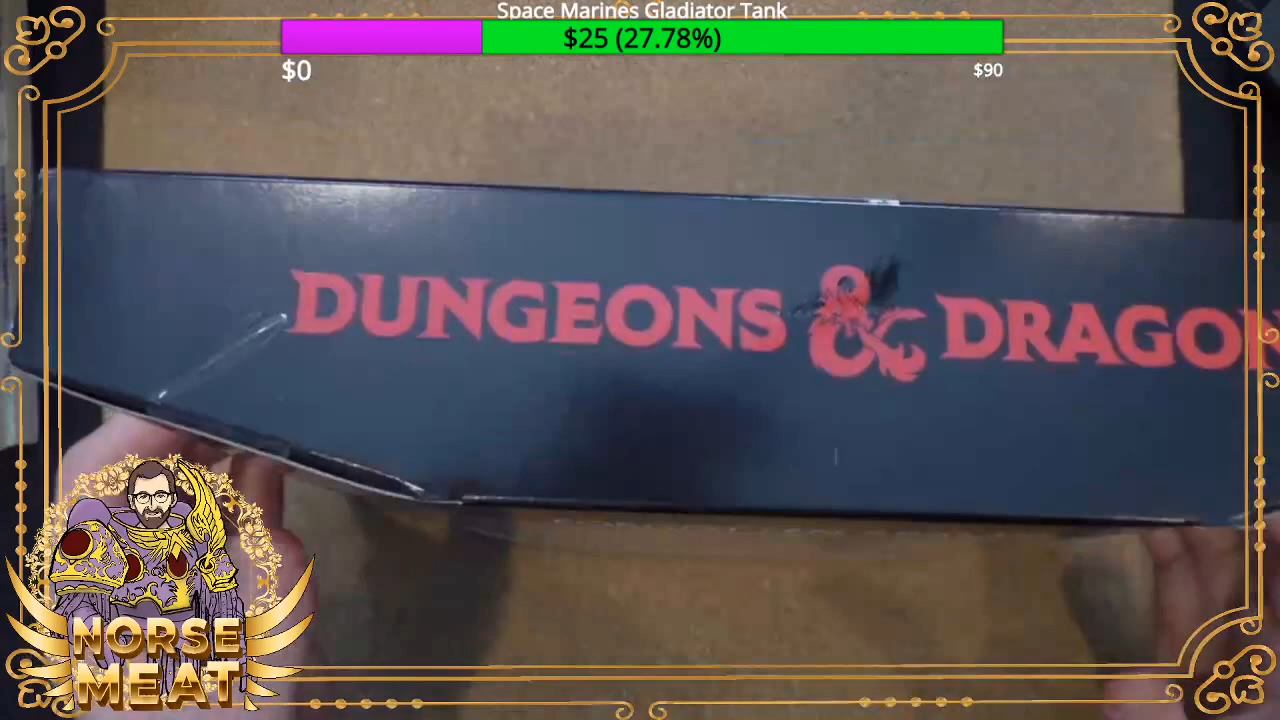 Space Marines Gladiator Tank
$25 (27.78%)
$0
$90
DUNGEONS & DRAGON
NORSE
MEAT